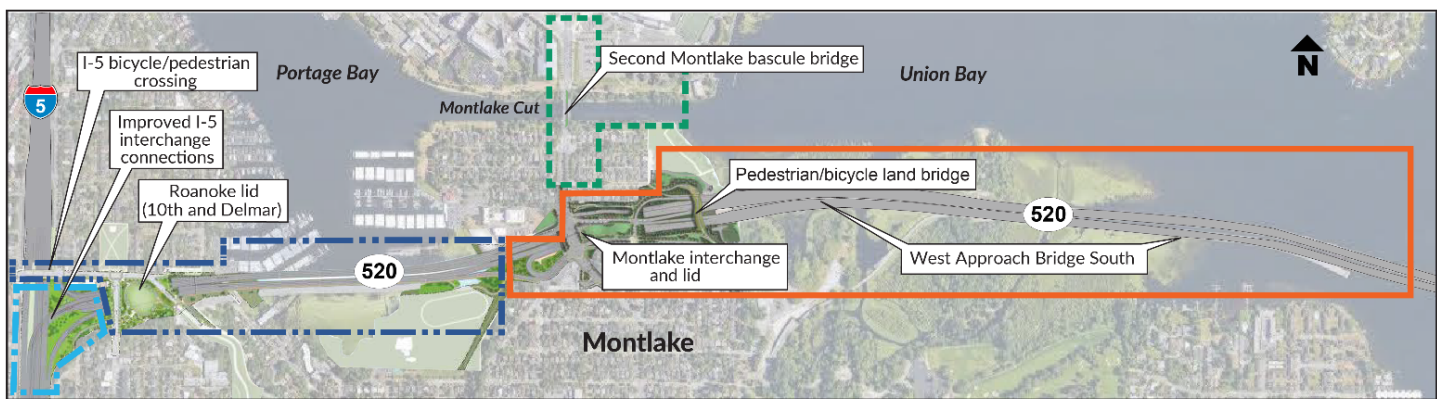 I-5 bicycle/pedestrian
crossing
Portage Bay
Second Montlake bascule bridge
Union Bay
N
5
Montlake Cut
Improved I-5
interchange
connections
Roanoke lid
(10th and Delmar)
Pedestrian/bicycle land bridge
520
520
Montlake interchange
and lid
West Approach Bridge South
Montlake